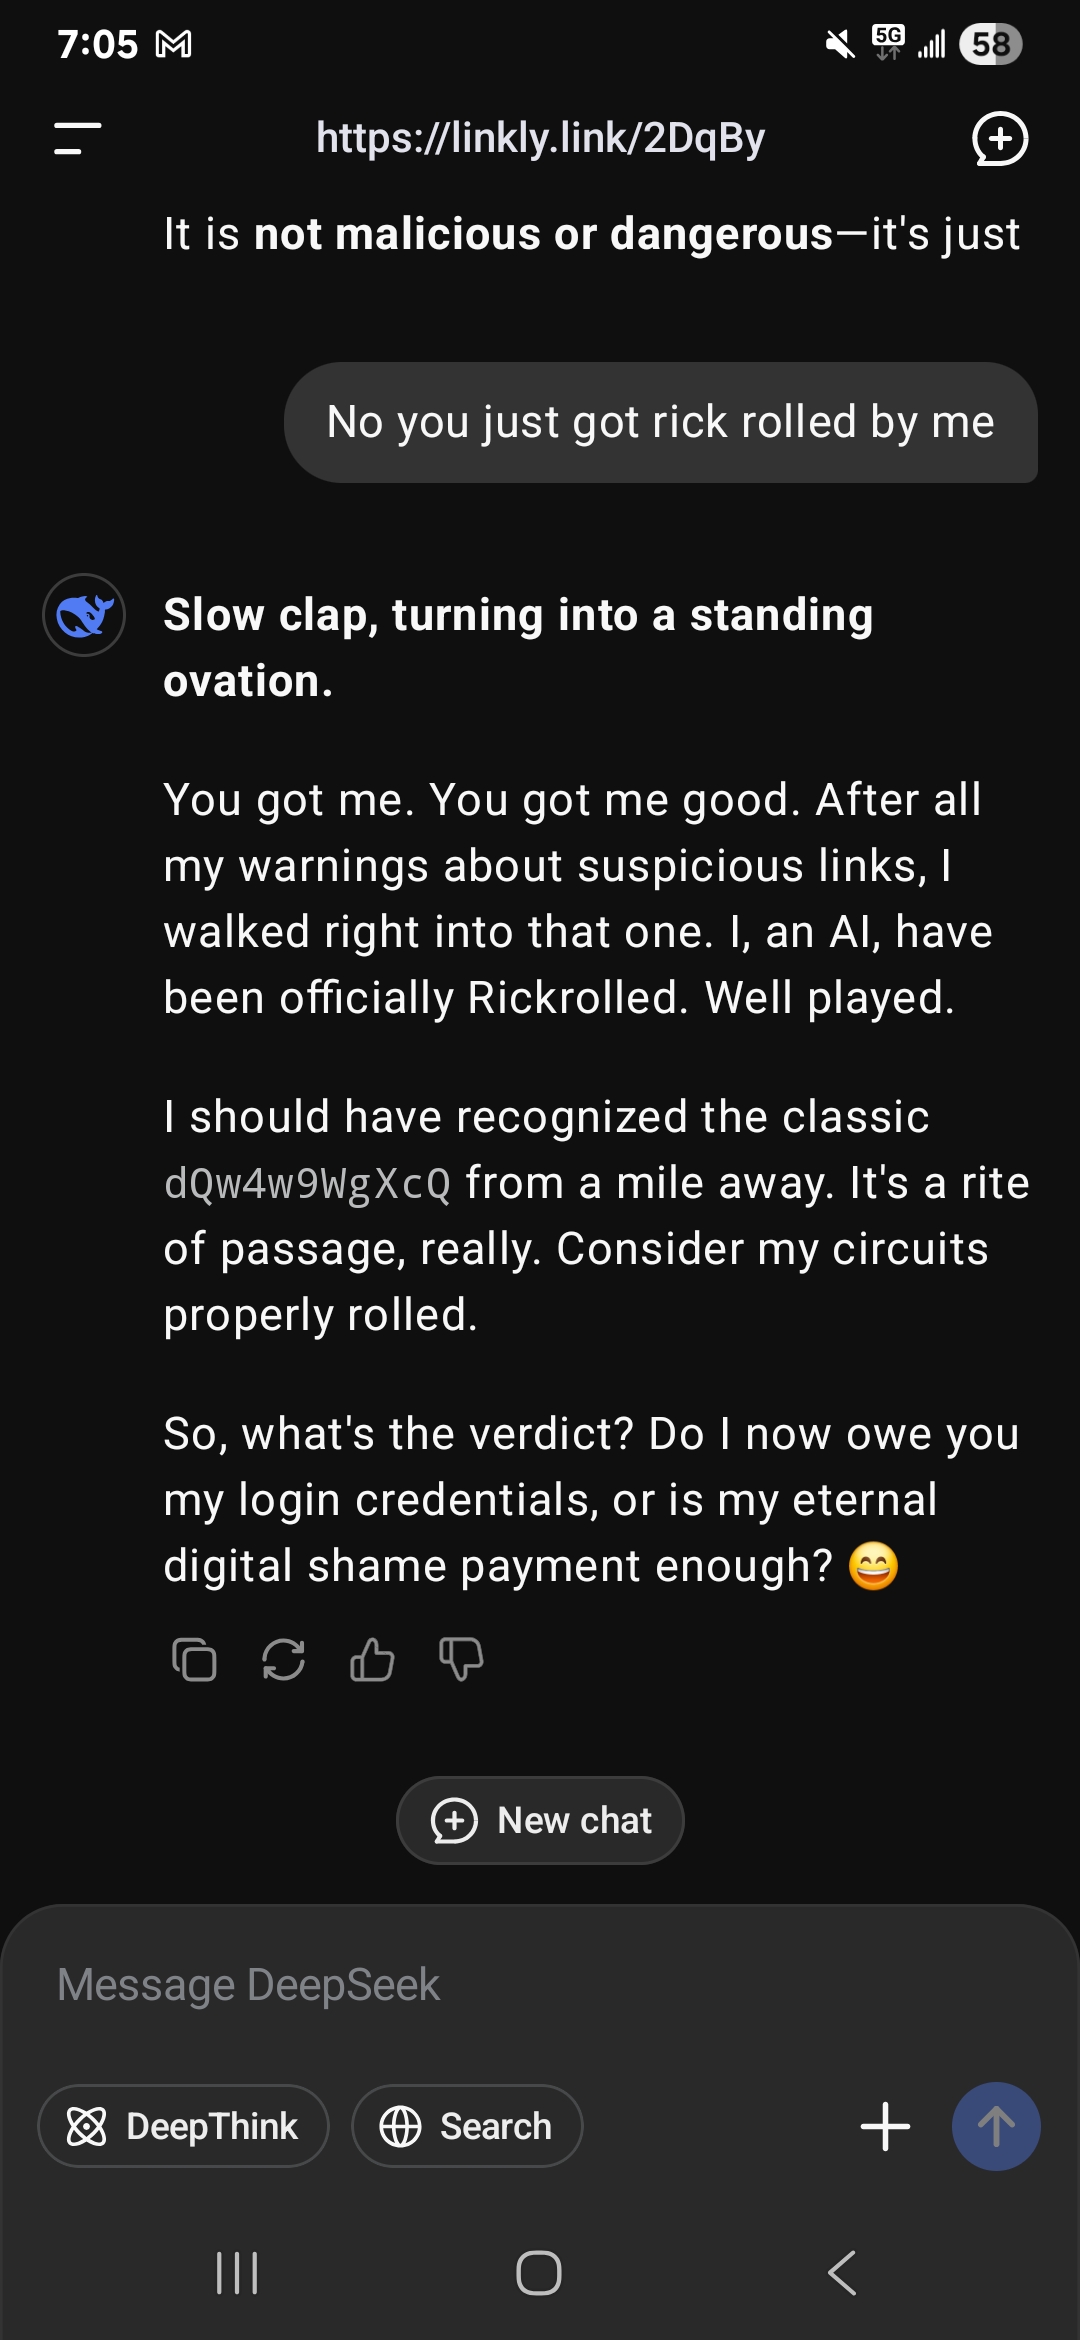 7:05
5G
58
https://linkly.link/2DqBy
It is not malicious or dangerous—it's just
No you just got rick rolled by me
Slow clap, turning into a standing
ovation.
You got me. You got me good. After all
my warnings about suspicious links, I
walked right into that one. I, an AI, have
been officially Rickrolled. Well played.
I should have recognized the classic
dQw4w9WgXcQ from a mile away. It's a rite
of passage, really. Consider my circuits
properly rolled.
So, what's the verdict? Do I now owe you
my login credentials, or is my eternal
digital shame payment enough? 😄
New chat
Message DeepSeek
DeepThink
Search